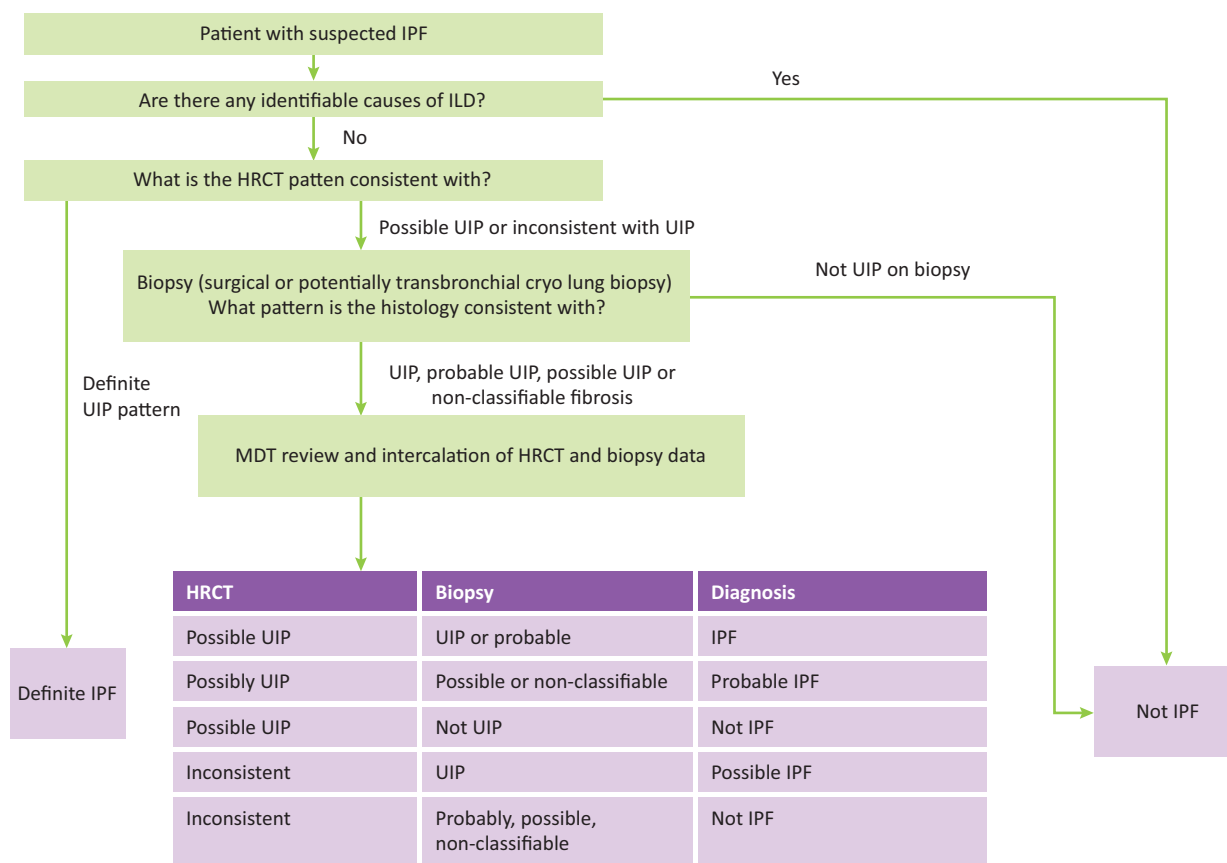 Patient with suspected IPF
Are there any identifiable causes of ILD?
Yes
No
What is the HRCT patten consistent with?
Possible UIP or inconsistent with UIP
Biopsy (surgical or potentially transbronchial cryo lung biopsy)
What pattern is the histology consistent with?
Not UIP on biopsy
Definite
UIP pattern
UIP, probable UIP, possible UIP or
non-classifiable fibrosis
MDT review and intercalation of HRCT and biopsy data
HRCT Biopsy Diagnosis
Possible UIP UIP or probable IPF
Possibly UIP Possible or non-classifiable Probable IPF
Possible UIP Not UIP Not IPF
Inconsistent UIP Possible IPF
Inconsistent Probably, possible, Not IPF
non-classifiable
Definite IPF
Not IPF